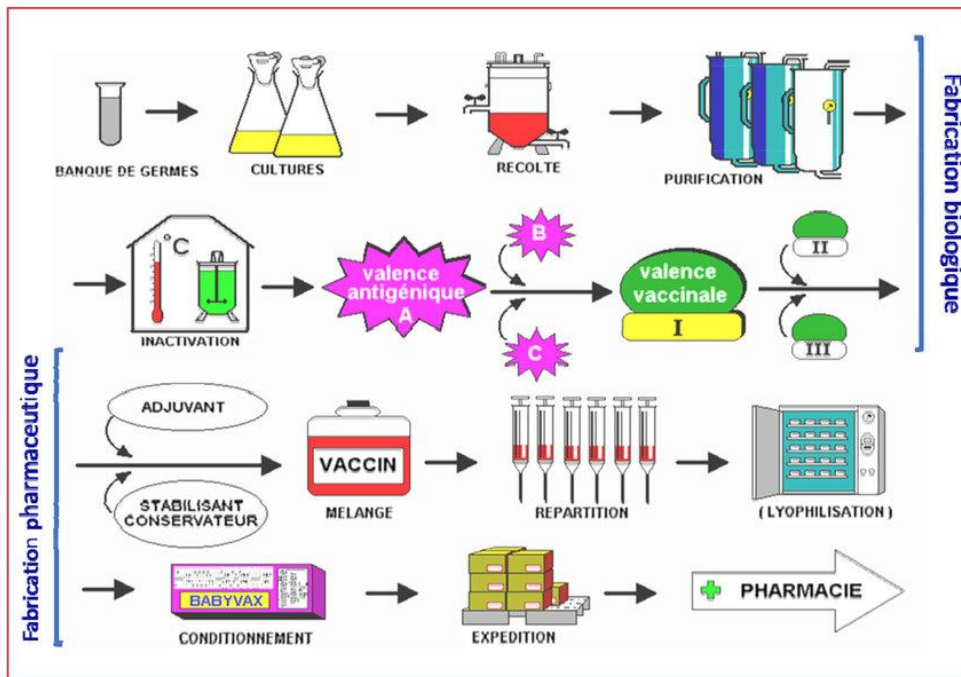 BANQUE DE GERMES
CULTURES
RECOLTE
PURIFICATION
Fabrication biologique
°C
INACTIVATION
valence
antigénique
A
B
C
valence
vaccinale
I
II
III
Fabrication pharmaceutique
ADJUVANT
STABILISANT
CONSERVATEUR
VACCIN
MELANGE
REPARTITION
( LYOPHILISATION )
BABYVAX
vignette
CONDITIONNEMENT
EXPEDITION
PHARMACIE